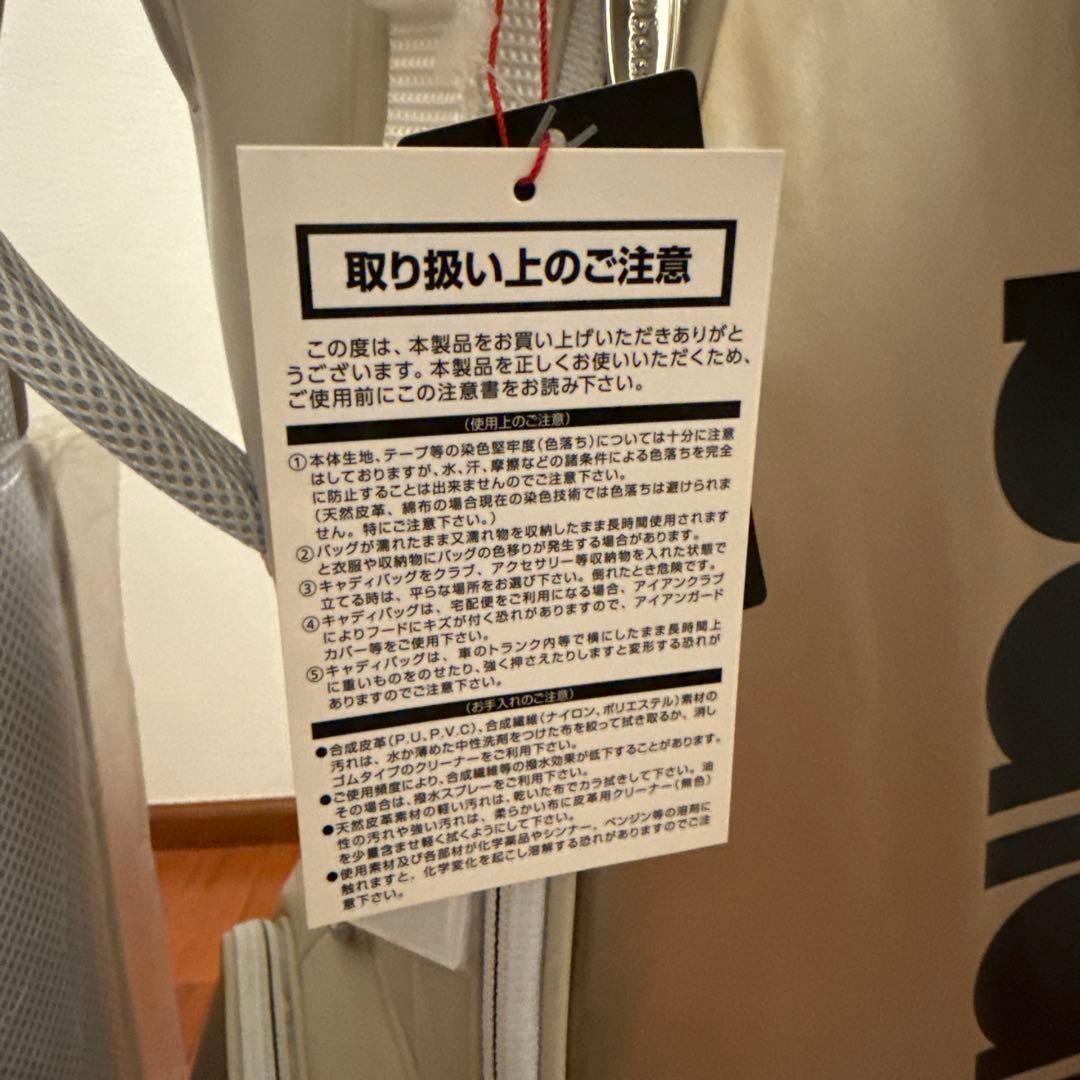 取り扱い上のご注意
この度は、本製品をお買い上げいただきありがと
うございます。本製品を正しくお使いいただくため、
ご使用前にこの注意書をお読み下さい。
(使用上のご注意)
①本体生地、テープ等の染色堅牢度(色落ち)については十分に注意
はしておりますが、水、汗、摩擦などの諸条件による色落ちを完全
に防止することは出来ませんのでご注意下さい。
(天然皮革、綿布の場合現在の染色技術では色落ちは避けられま
せん。特にご注意下さい。)
②バッグが濡れたまま又濡れ物を収納したまま長時間使用されます
と衣服や収納物にバッグの色移りが発生する場合があります。
③キャディバッグをクラブ、アクセサリー等収納物を入れた状態で
立てる時は、平らな場所をお選び下さい。倒れたとき危険です。
④キャディバッグは、宅配便をご利用になる場合、アイアンクラブ
によりフードにキズが付く恐れがありますので、アイアンガード
カバー等をご使用下さい。
⑤キャディバッグは、車のトランク内等で横にしたまま長時間上
に重いものをのせたり、強く押さえたりしますと変形する恐れが
ありますのでご注意下さい。
(お手入れのご注意)
●合成皮革(P.U、P.V.C)、合成繊維(ナイロン、ポリエステル)素材の
汚れは、水か薄めた中性洗剤をつけた布を絞って拭き取るか、消し
ゴムタイプのクリーナーをご利用下さい。
●ご使用頻度により、合成繊維等の撥水効果が低下することがあります。
その場合は、撥水スプレーをご利用下さい。
●天然皮革素材の軽い汚れは、乾いた布でカラ拭きして下さい。油
性の汚れや強い汚れは、柔らかい布に皮革用クリーナー(無色)
を少量含ませ軽く拭くようにして下さい。
●使用素材及び各部材が化学薬品やシンナー、ベンジン等の溶剤に
触れますと、化学変化を起こし溶解する恐れがありますのでご注
意下さい。